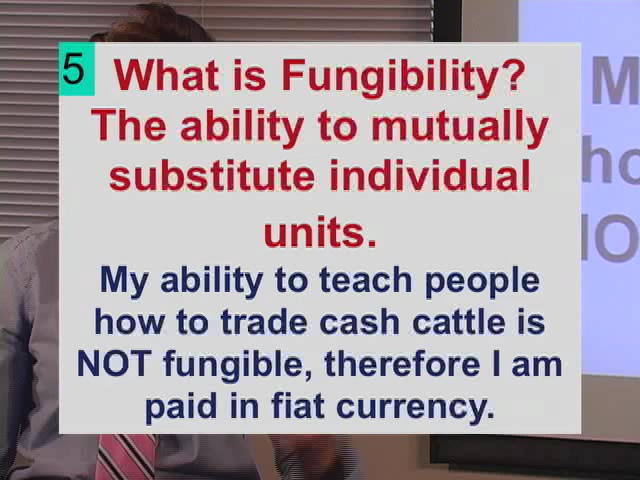 5
What is Fungibility?
The ability to mutually
substitute individual
units.
My ability to teach people
how to trade cash cattle is
NOT fungible, therefore I am
paid in fiat currency.
M